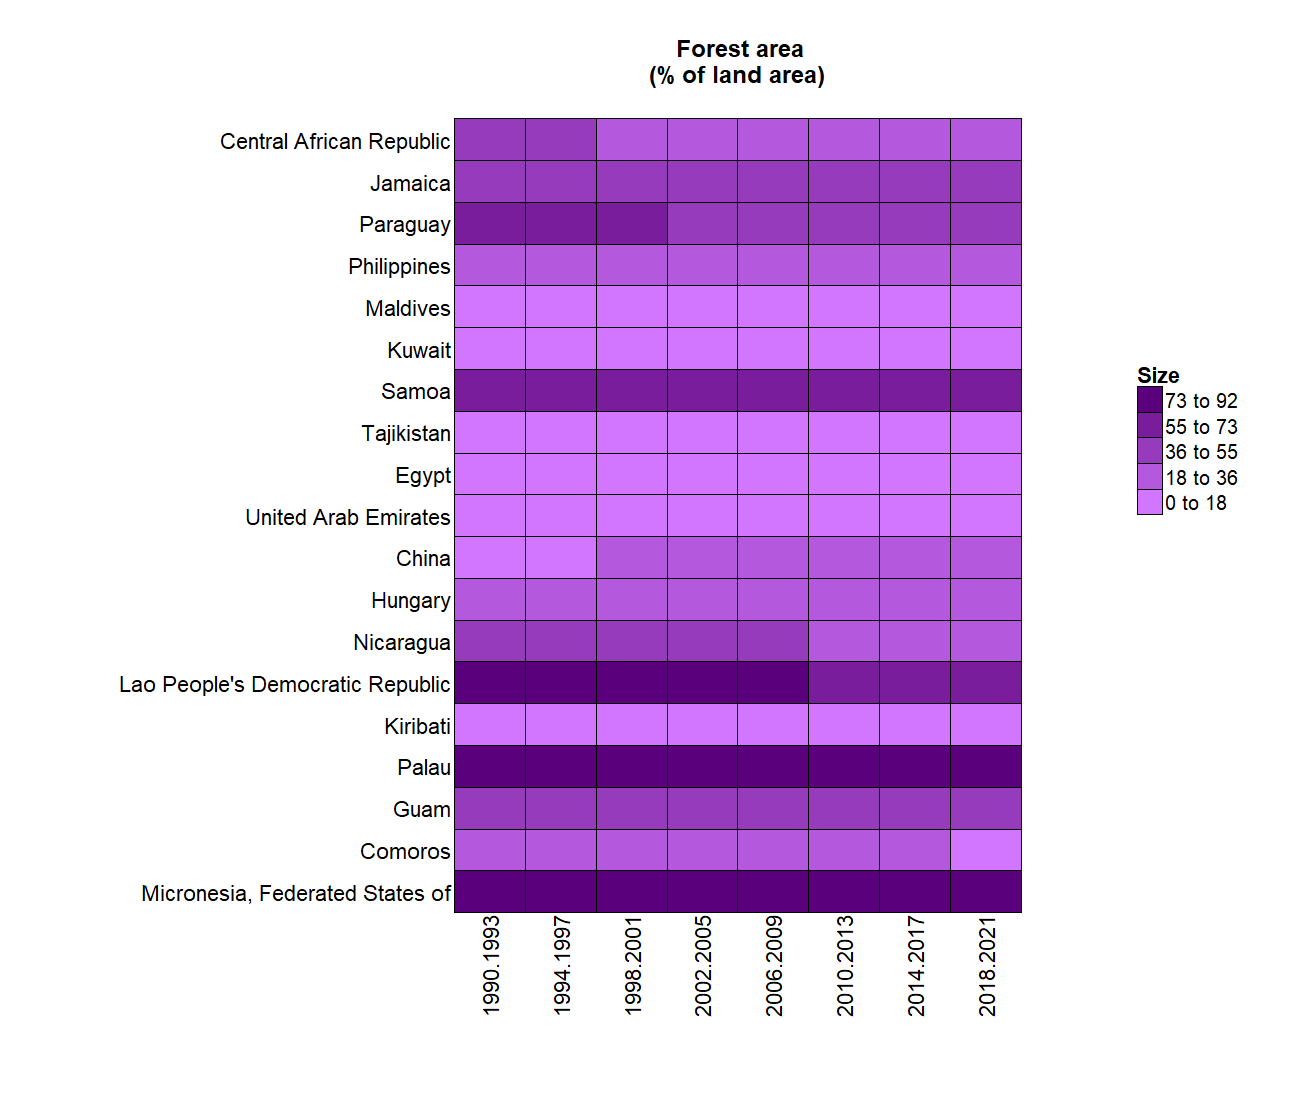 Forest area
(% of land area)
Central African Republic
Jamaica
Paraguay
Philippines
Maldives
Kuwait
Samoa
Tajikistan
Egypt
United Arab Emirates
China
Hungary
Nicaragua
Lao People's Democratic Republic
Kiribati
Palau
Guam
Comoros
Micronesia, Federated States of
1990.1993
1994.1997
1998.2001
2002.2005
2006.2009
2010.2013
2014.2017
2018.2021
Size
73 to 92
55 to 73
36 to 55
18 to 36
0 to 18